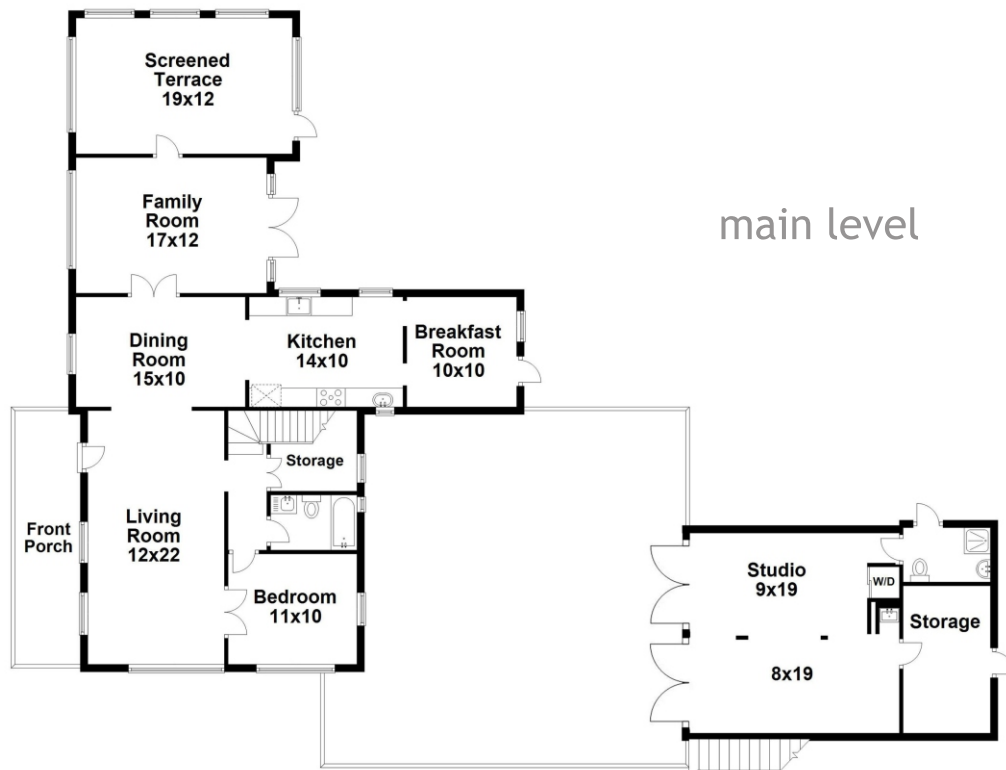 Screened
Terrace
19x12
Family
Room
17x12
main level
Dining
Room
15x10
Kitchen
14x10
Breakfast
Room
10x10
Storage
Front
Porch
Living
Room
12x22
Bedroom
11x10
Studio
9x19
W/D
Storage
8x19